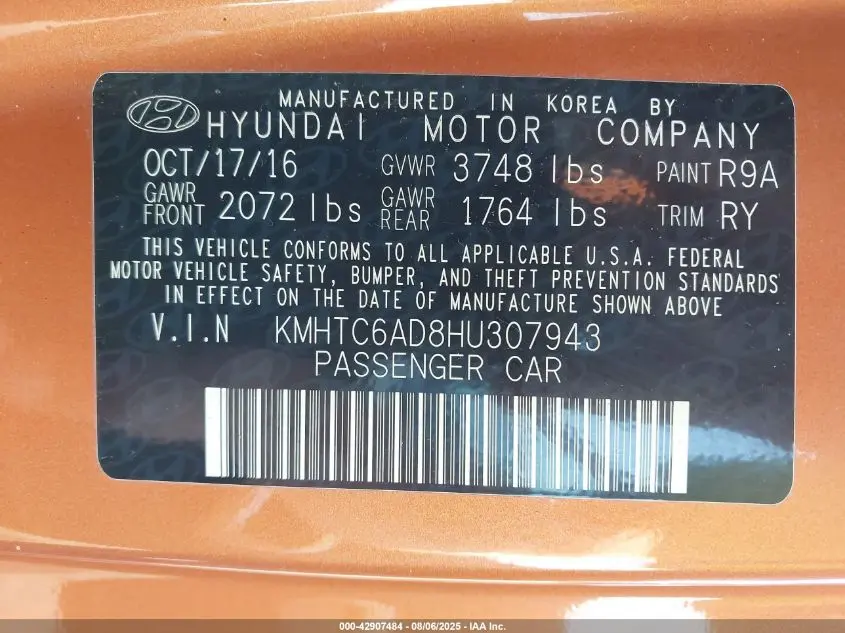 MANUFACTURED IN KOREA BY
HYUNDAI MOTOR COMPANY
OCT/17/16 GVWR 3748 lbs PAINT R9A
GAWR FRONT 2072 lbs GAWR REAR 1764 lbs TRIM RY
THIS VEHICLE CONFORMS TO ALL APPLICABLE U.S.A. FEDERAL
MOTOR VEHICLE SAFETY, BUMPER, AND THEFT PREVENTION STANDARDS
IN EFFECT ON THE DATE OF MANUFACTURE SHOWN ABOVE
V.I.N KMHTC6AD8HU307943
PASSENGER CAR
000-42907484 - 08/06/2025 - IAA Inc.